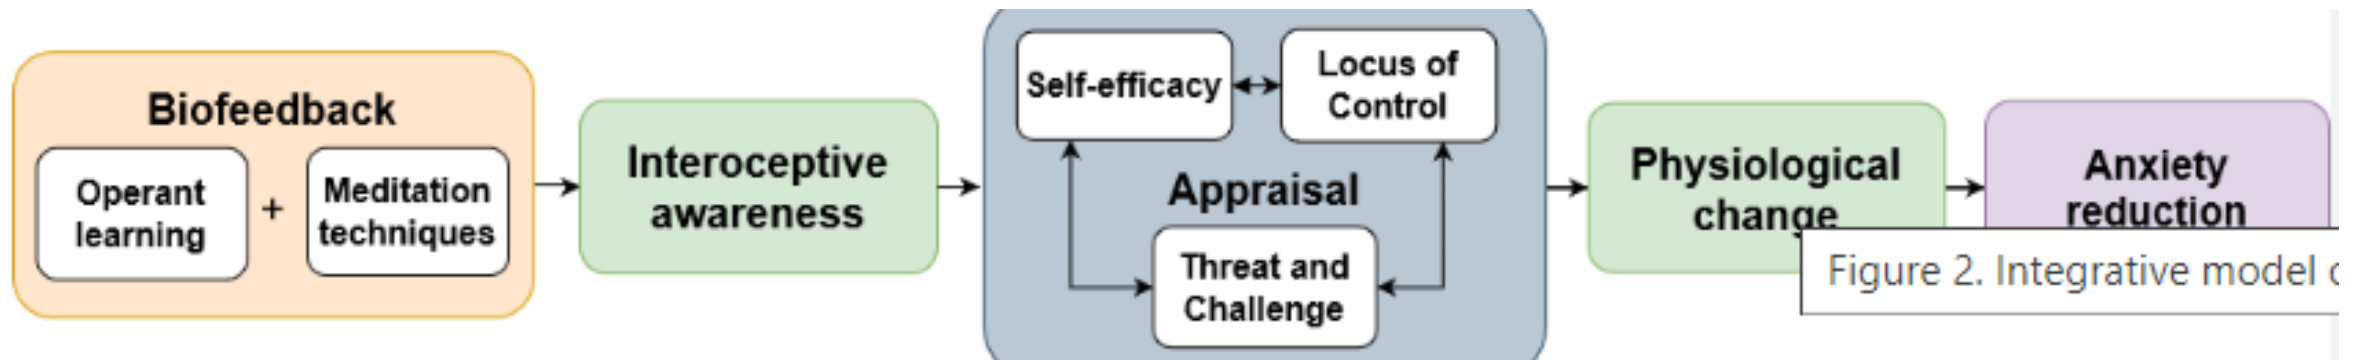 Biofeedback
Operant
learning
+
Meditation
techniques
Interoceptive
awareness
Self-efficacy
Locus of
Control
Appraisal
Threat and
Challenge
Physiological
change
Anxiety
reduction
Figure 2. Integrative model